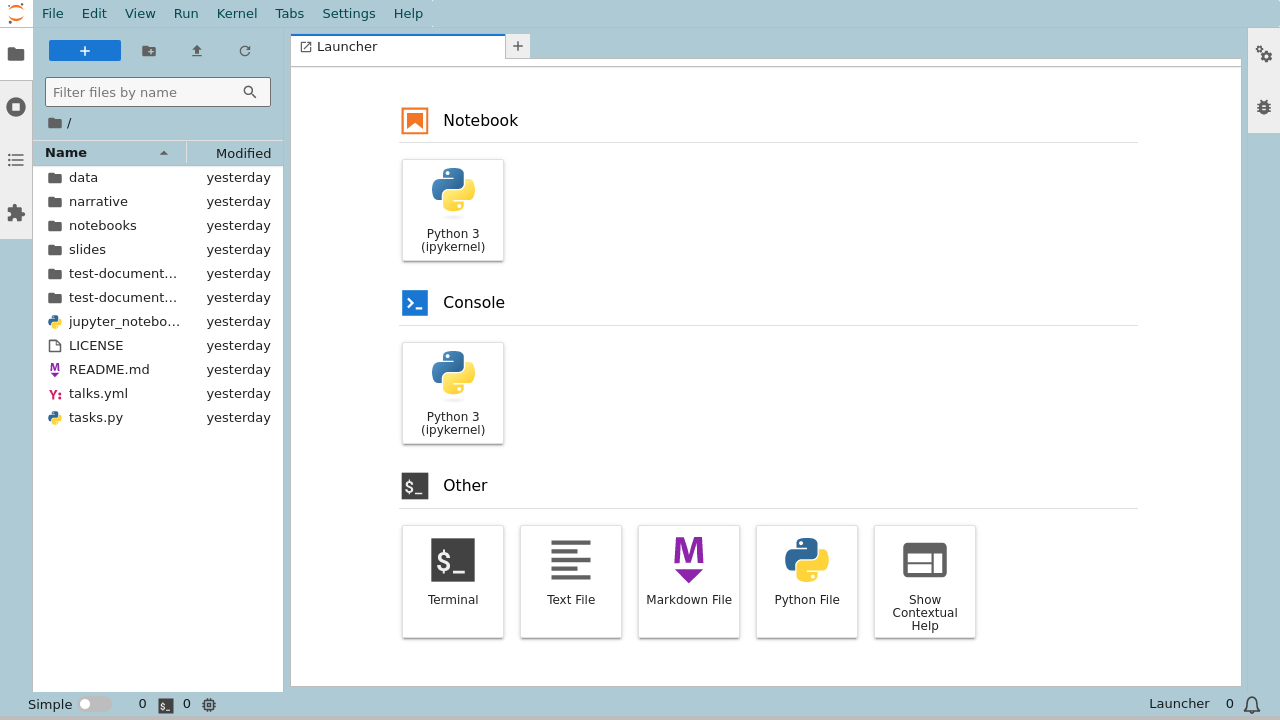 File Edit View Run Kernel Tabs Settings Help
Launcher
Filter files by name
/
Name Modified
data yesterday
narrative yesterday
notebooks yesterday
slides yesterday
test-document... yesterday
test-document... yesterday
jupyter_notebo... yesterday
LICENSE yesterday
README.md yesterday
talks.yml yesterday
tasks.py yesterday
Notebook
Python 3
(ipykernel)
Console
Python 3
(ipykernel)
Other
Terminal
Text File
Markdown File
Python File
Show
Contextual
Help
Simple 0 0 Launcher 0